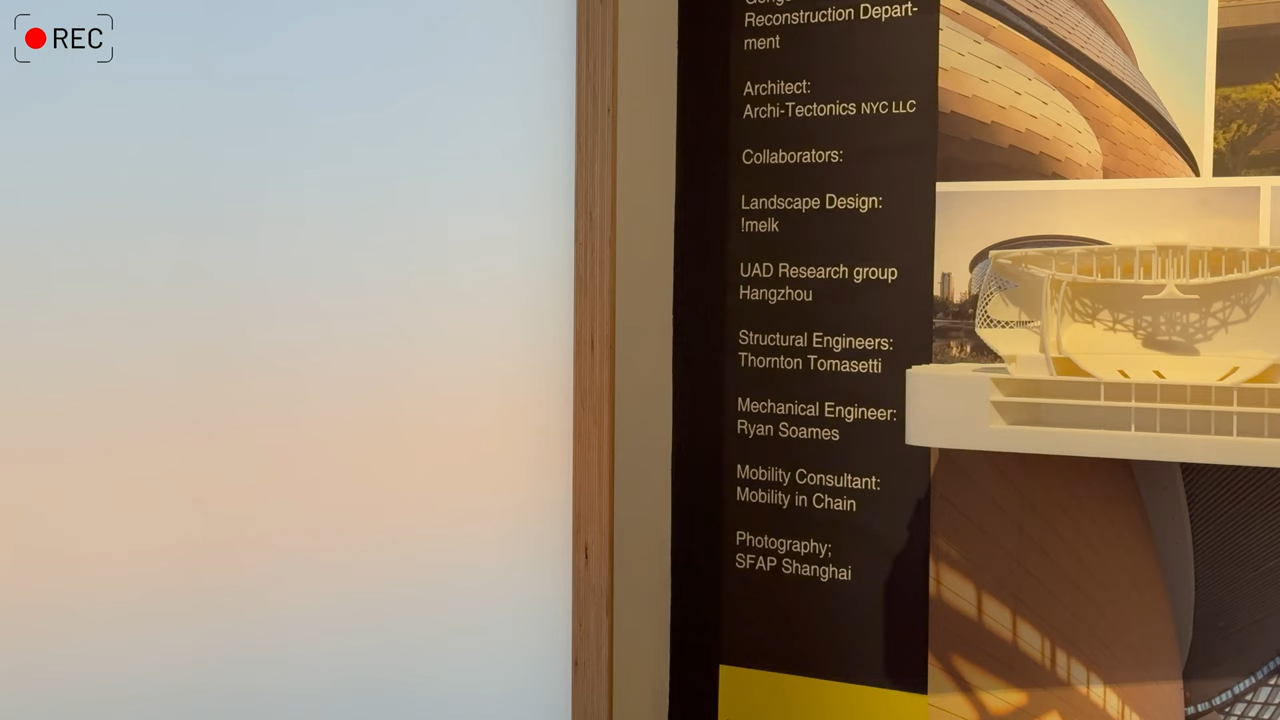 REC
Reconstruction Depart-
ment
Architect:
Archi-Tectonics NYC LLC
Collaborators:
Landscape Design:
!melk
UAD Research group
Hangzhou
Structural Engineers:
Thornton Tomasetti
Mechanical Engineer:
Ryan Soames
Mobility Consultant:
Mobility in Chain
Photography;
SFAP Shanghai